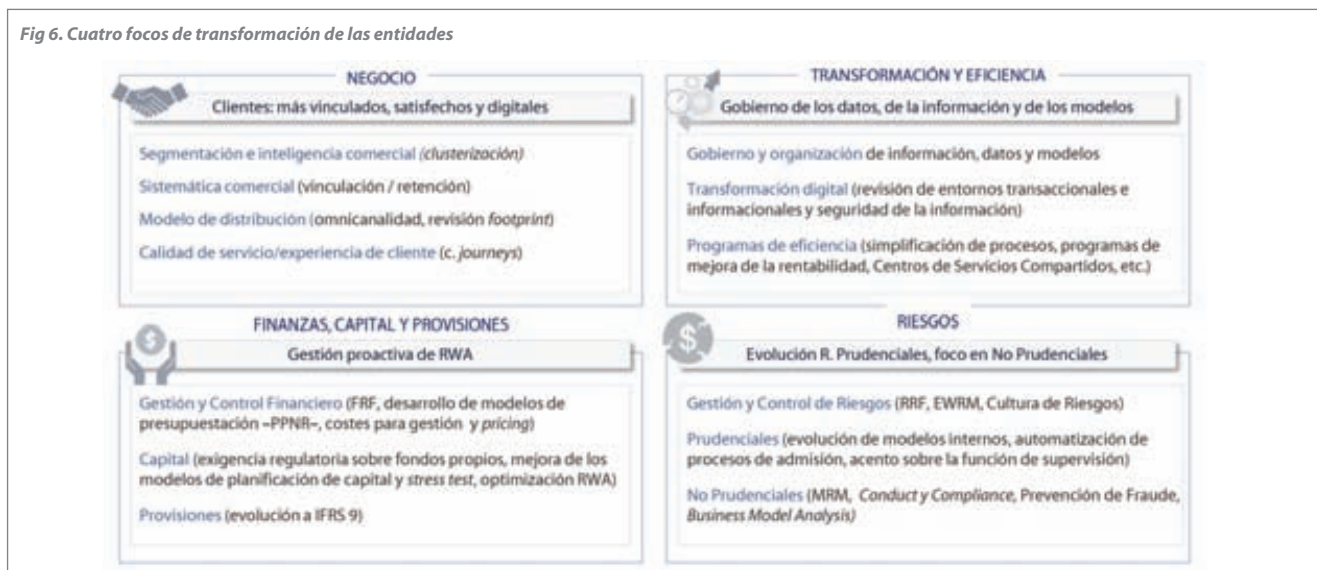 Fig 6. Cuatro focos de transformación de las entidades
NEGOCIO
Clientes: más vinculados, satisfechos y digitales
Segmentación e inteligencia comercial (clusterización)
Sistemática comercial (vinculación / retención)
Modelo de distribución (omnicanalidad, revisión footprint)
Calidad de servicio/experiencia de cliente (c. journeys)
TRANSFORMACIÓN Y EFICIENCIA
Gobierno de los datos, de la información y de los modelos
Gobierno y organización de información, datos y modelos
Transformación digital (revisión de entornos transaccionales e
informacionales y seguridad de la información)
Programas de eficiencia (simplificación de procesos, programas de
mejora de la rentabilidad, Centros de Servicios Compartidos, etc.)
FINANZAS, CAPITAL Y PROVISIONES
$
Gestión proactiva de RWA
Gestión y Control Financiero (FRF, desarrollo de modelos de
presupuestación –PPNR–, costes para gestión y pricing)
Capital (exigencia regulatoria sobre fondos propios, mejora de los
modelos de planificación de capital y stress test, optimización RWA)
Provisiones (evolución a IFRS 9)
RIESGOS
$
Evolución R. Prudenciales, foco en No Prudenciales
Gestión y Control de Riesgos (RRF, EWRM, Cultura de Riesgos)
Prudenciales (evolución de modelos internos, automatización de
procesos de admisión, acento sobre la función de supervisión)
No Prudenciales (MRM, Conduct y Compliance, Prevención de Fraude,
Business Model Analysis)